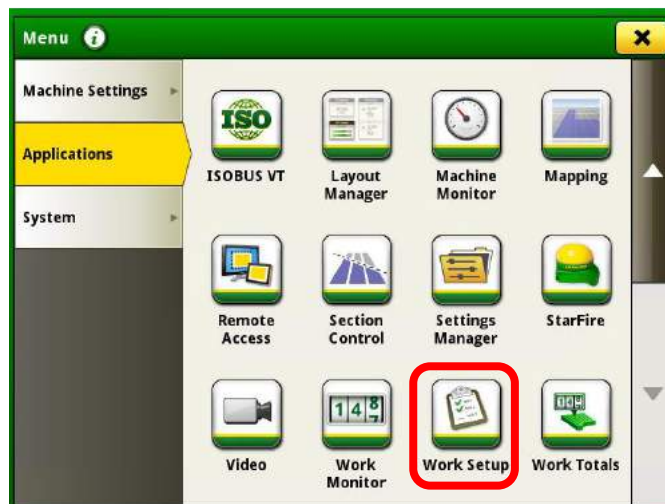 Menu i
Machine Settings
Applications
System
ISO
ISOBUS VT
Layout
Manager
Machine
Monitor
Mapping
Remote
Access
Section
Control
Settings
Manager
StarFire
Video
148
Work
Monitor
Work Setup
Work Totals